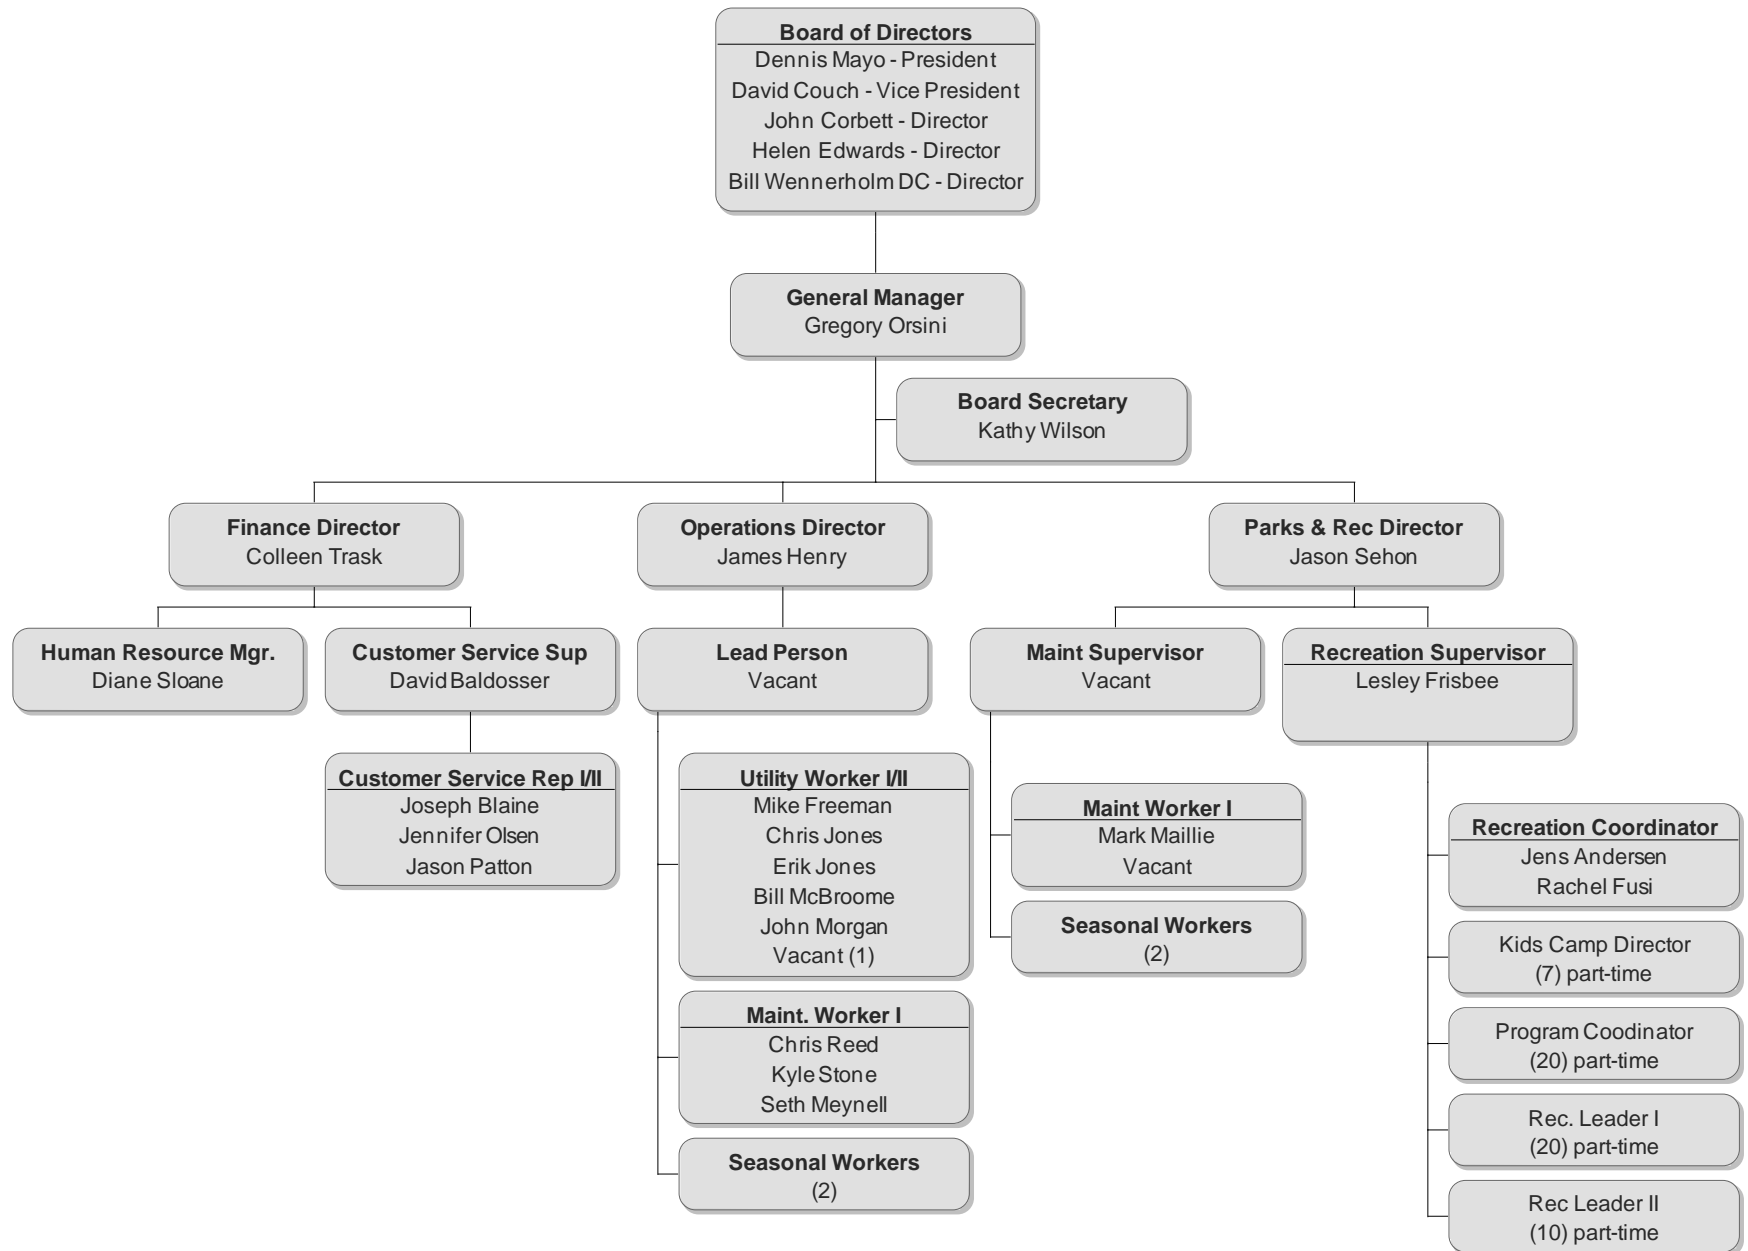 Board of Directors
Dennis Mayo - President
David Couch - Vice President
John Corbett - Director
Helen Edwards - Director
Bill Wennerholm DC - Director
General Manager
Gregory Orsini
Board Secretary
Kathy Wilson
Finance Director
Colleen Trask
Operations Director
James Henry
Parks & Rec Director
Jason Sehon
Human Resource Mgr.
Diane Sloane
Customer Service Sup
David Baldosser
Lead Person
Vacant
Maint Supervisor
Vacant
Recreation Supervisor
Lesley Frisbee
Customer Service Rep I/II
Joseph Blaine
Jennifer Olsen
Jason Patton
Utility Worker I/II
Mike Freeman
Chris Jones
Erik Jones
Bill McBroome
John Morgan
Vacant (1)
Maint. Worker I
Chris Reed
Kyle Stone
Seth Meynell
Seasonal Workers
(2)
Maint Worker I
Mark Maillie
Vacant
Seasonal Workers
(2)
Recreation Coordinator
Jens Andersen
Rachel Fusi
Kids Camp Director
(7) part-time
Program Coodinator
(20) part-time
Rec. Leader I
(20) part-time
Rec Leader II
(10) part-time